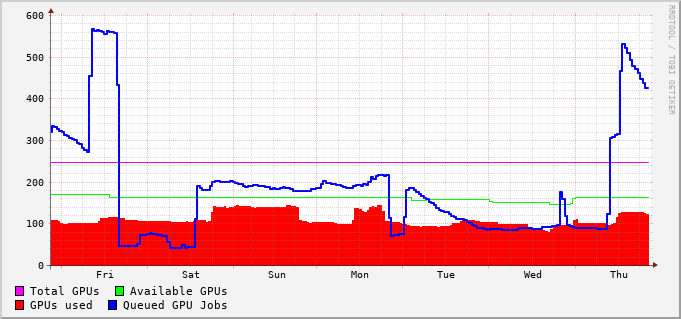 600
500
400
300
200
100
0
Fri Sat Sun Mon Tue Wed Thu
Total GPUs Available GPUs
GPUs used Queued GPU Jobs
RRDTOOL / TOBI OETIKER